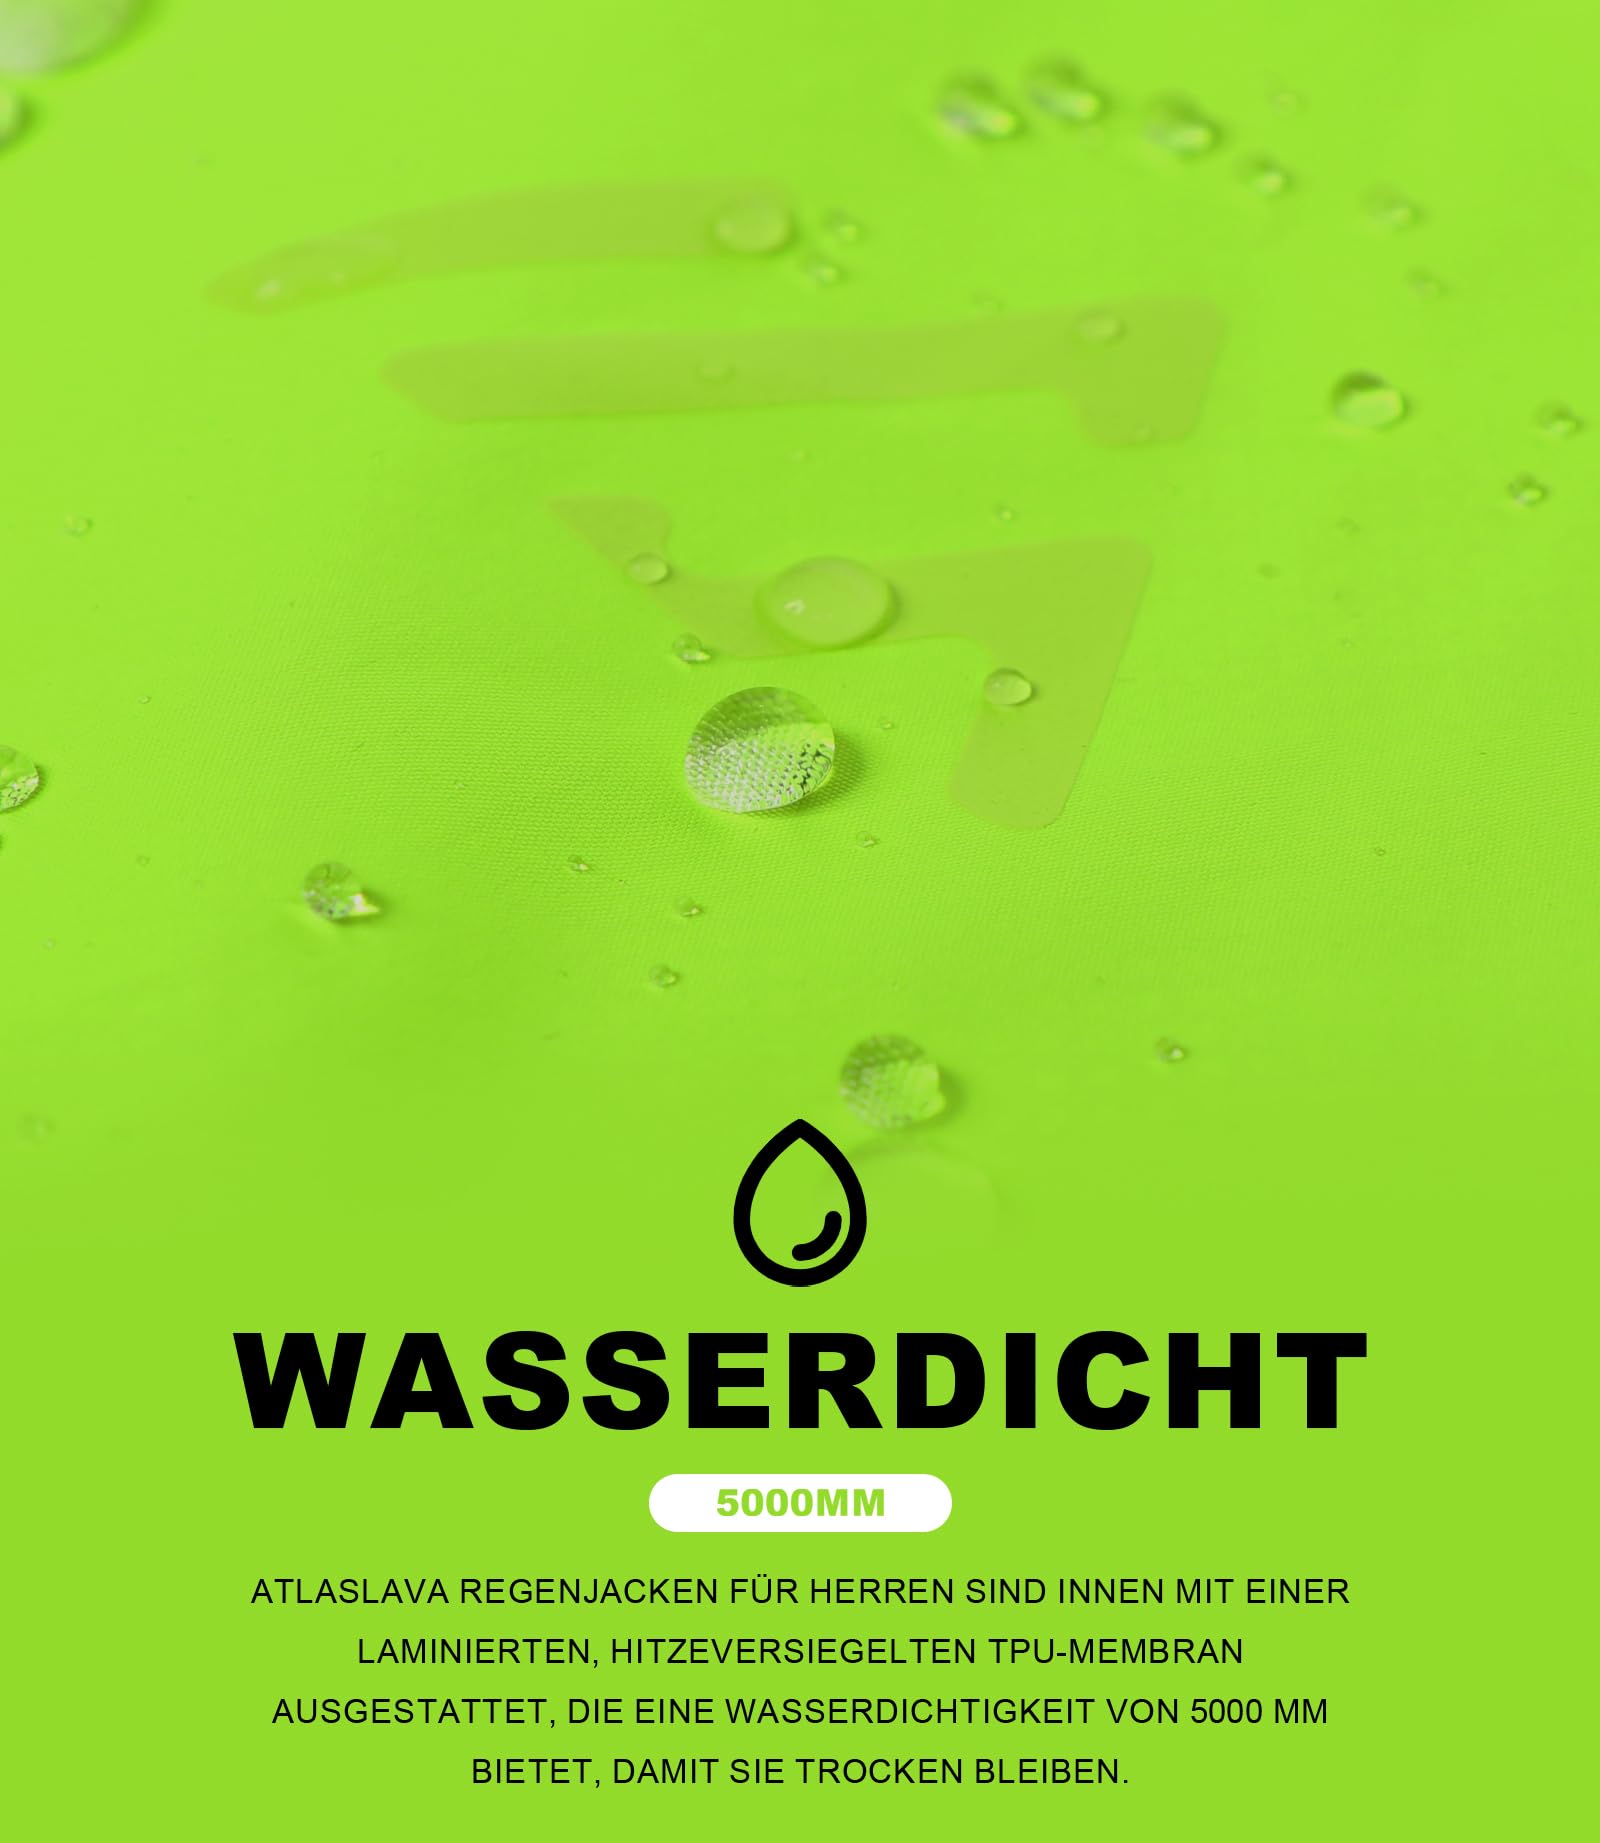 WASSERDICHT
5000MM
ATLASLAVA REGENJACKEN FÜR HERREN SIND INNEN MIT EINER
LAMINIERTEN, HITZEVERSIEGELTEN TPU-MEMBRAN
AUSGESTATTET, DIE EINE WASSERDICHTIGKEIT VON 5000 MM
BIETET, DAMIT SIE TROCKEN BLEIBEN.